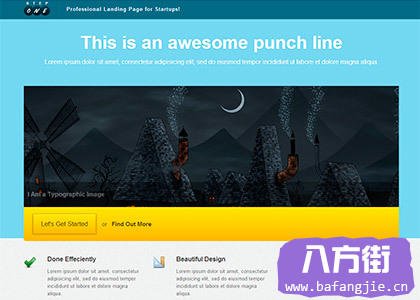 STEP
ONE
Professional Landing Page for Startups!
This is an awesome punch line
Lorem ipsum dolor sit amet, consectetur adipisicing elit, sed do eiusmod tempor incididunt ut labore et dolore magna aliqua.
I Am a Typographic Image
Let's Get Started or Find Out More
Done Effeciently
Lorem ipsum dolor sit amet, consectetur adipisicing elit, sed do eiusmod tempor incididunt ut labore et dolore magna aliqua.
Beautiful Design
Lorem ipsum dolor sit amet, consectetur adipisicing elit, sed do eiusmod tempor incididunt ut labore et dolore magna aliqua.
八方街
www.bafangjie.cn